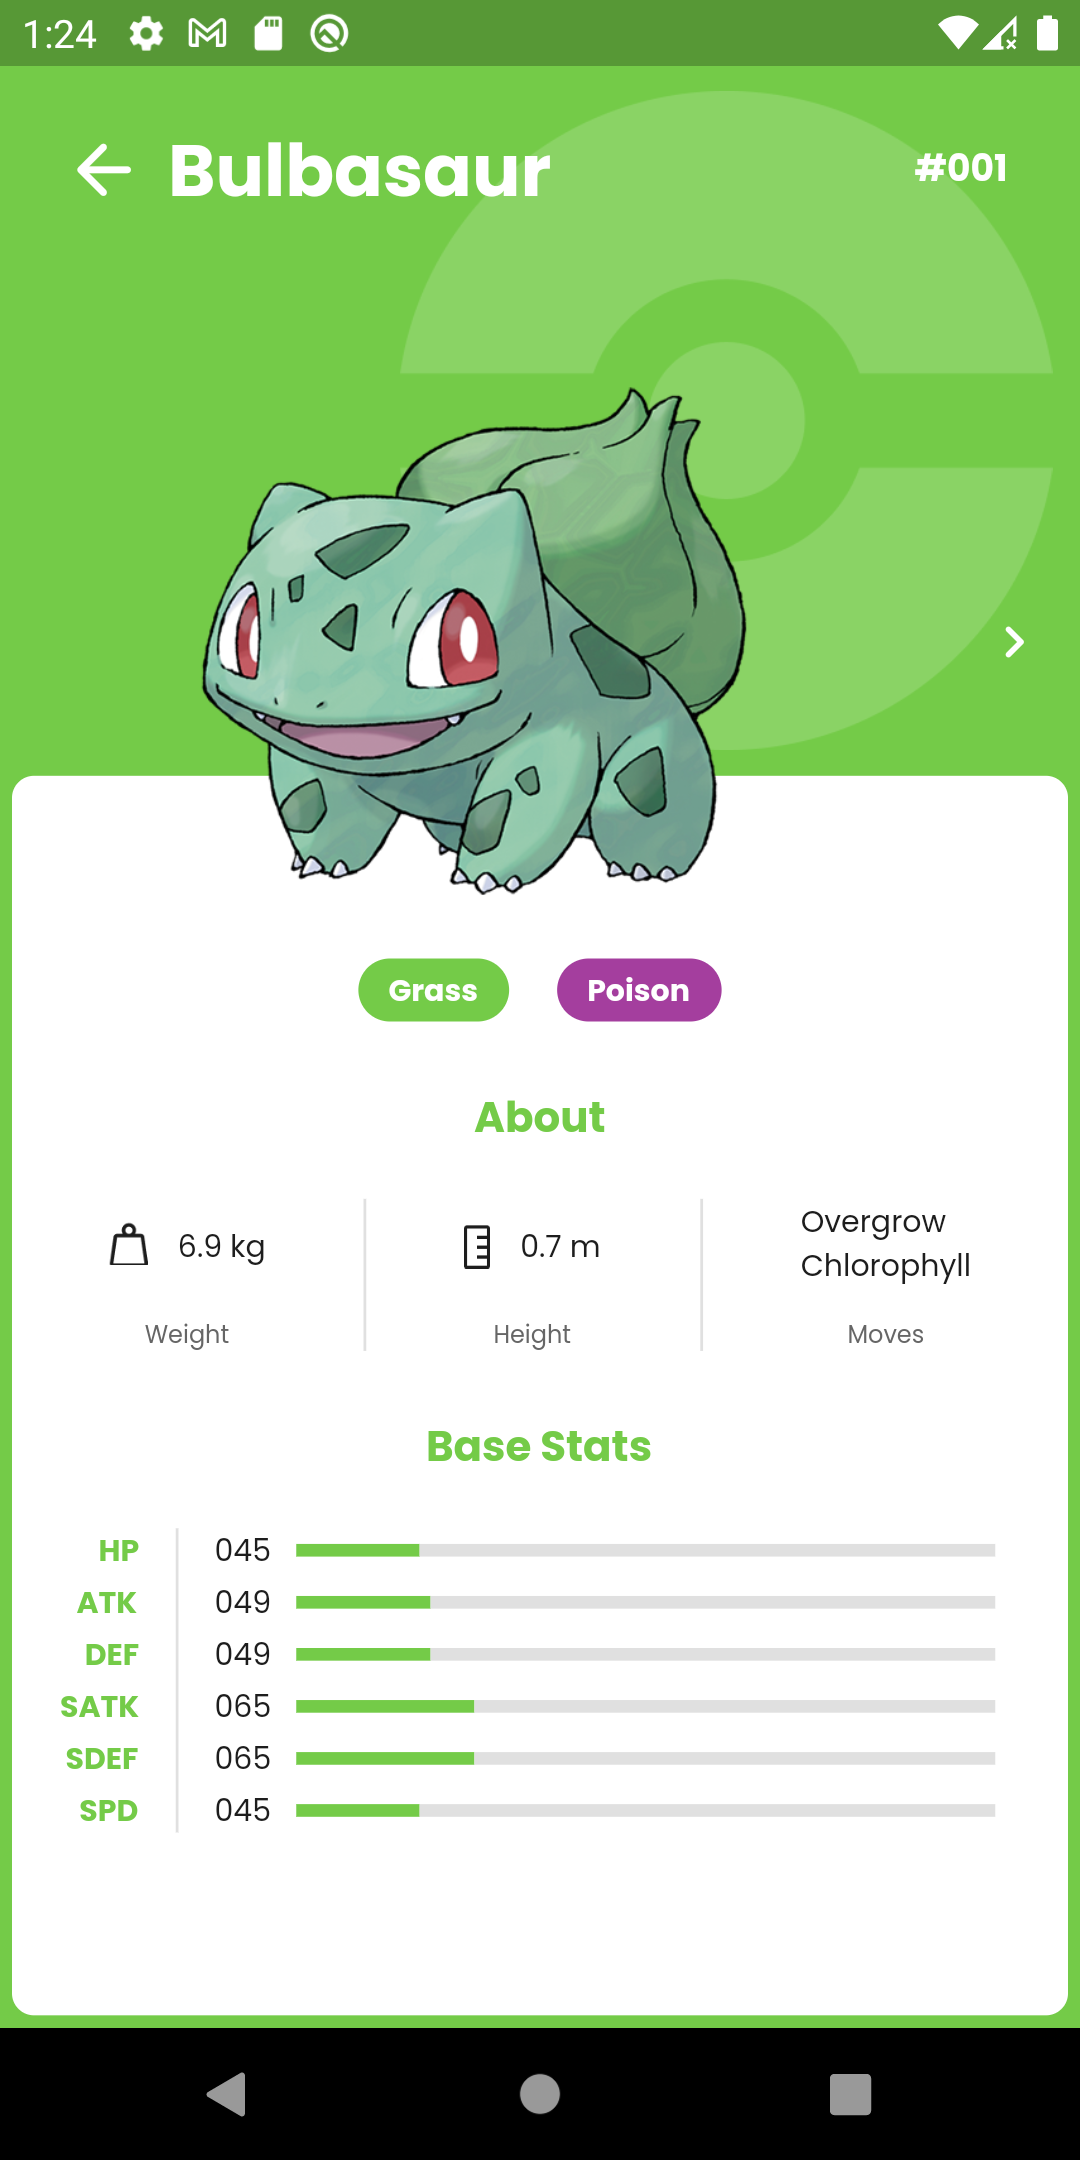 1:24
Bulbasaur
#001
Grass
Poison
About
6.9 kg
Weight
0.7 m
Height
Overgrow
Chlorophyll
Moves
Base Stats
HP 045
ATK 049
DEF 049
SATK 065
SDEF 065
SPD 045